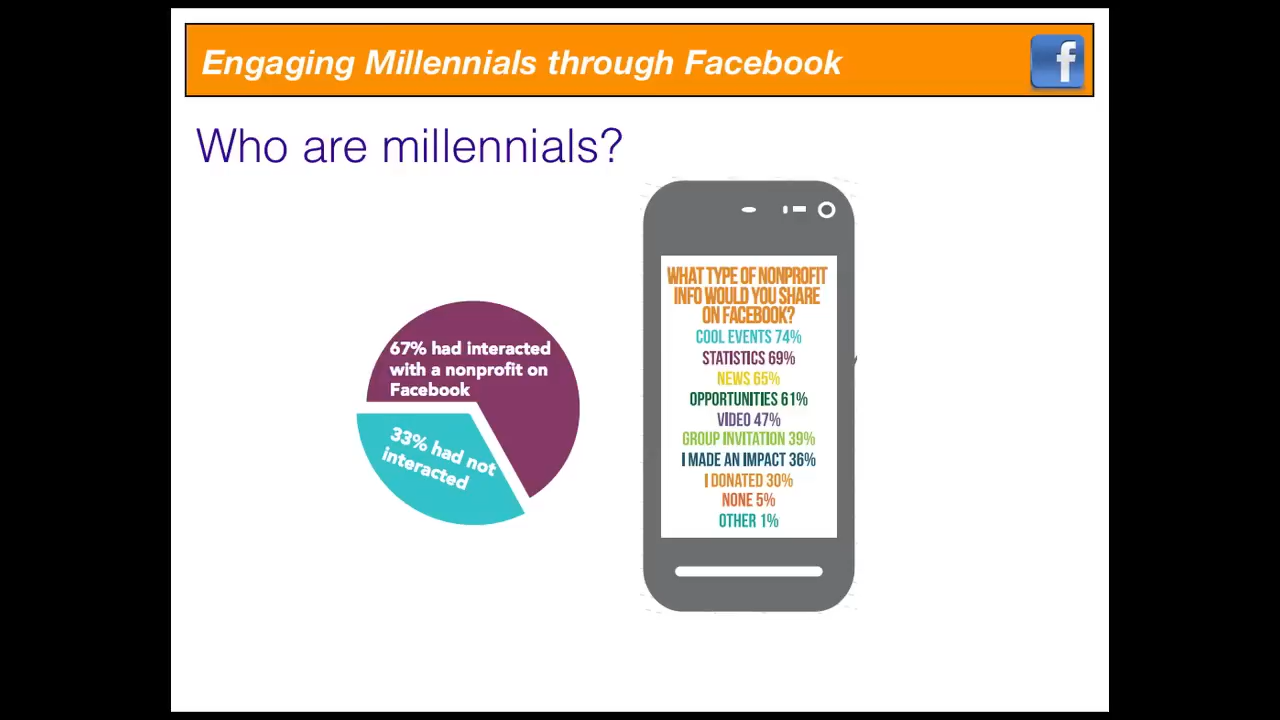 Engaging Millennials through Facebook
f
Who are millennials?
67% had interacted
with a nonprofit on
Facebook
33% had not
interacted
WHAT TYPE OF NONPROFIT
INFO WOULD YOU SHARE
ON FACEBOOK?
COOL EVENTS 74%
STATISTICS 69%
NEWS 65%
OPPORTUNITIES 61%
VIDEO 47%
GROUP INVITATION 39%
I MADE AN IMPACT 36%
I DONATED 30%
NONE 5%
OTHER 1%